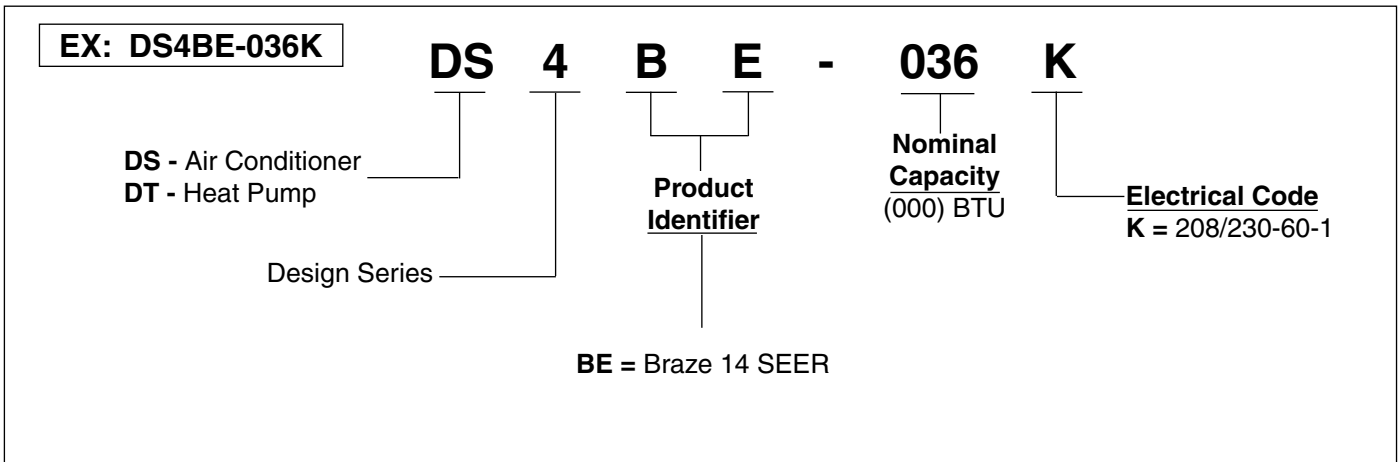 EX: DS4BE-036K
DS 4 B E - 036 K
DS - Air Conditioner
DT - Heat Pump
Design Series
Product
Identifier
BE = Braze 14 SEER
Nominal
Capacity
(000) BTU
Electrical Code
K = 208/230-60-1